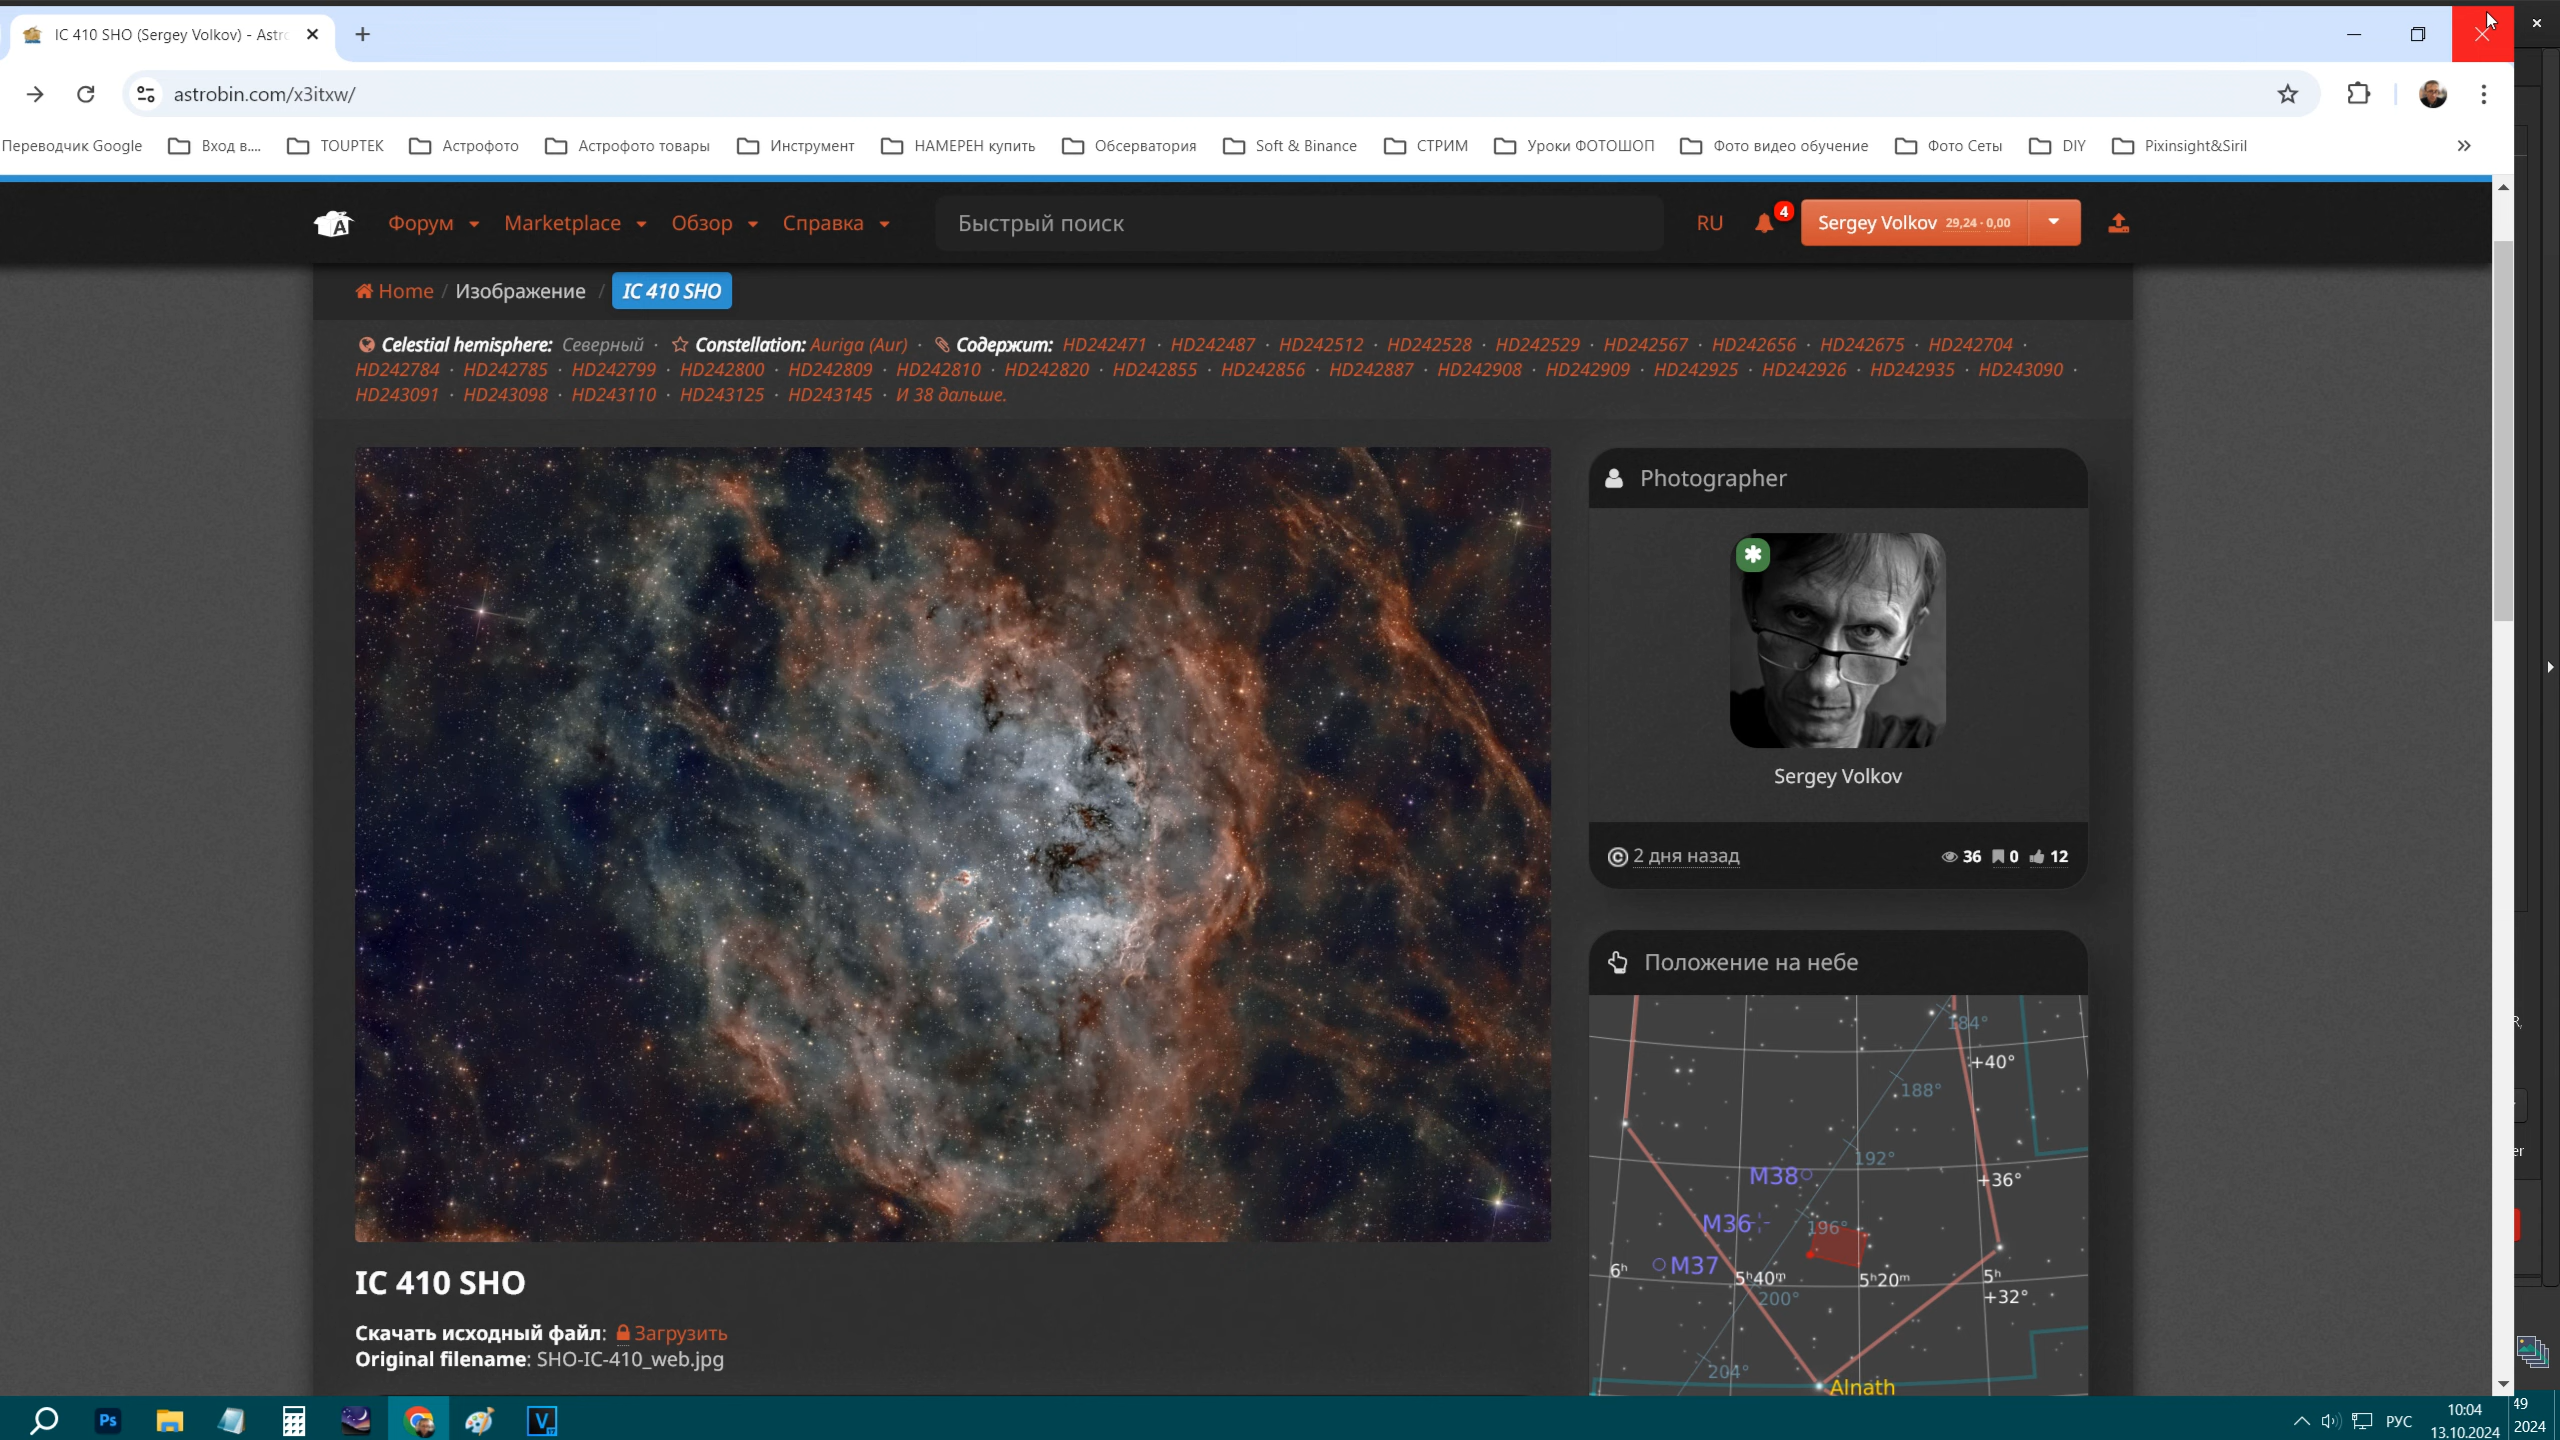 IC 410 SHO (Sergey Volkov) - Astr
astrobin.com/x3itxw/
Переводчик Google Вход в.... TOUPTEK Астрофото Астрофото товары Инструмент НАМЕРЕН купить Обсерватория Soft & Binance СТРИМ Уроки ФОТОШОП Фото видео обучение Фото Сеты DIY Pixinsight&Siril »
A Форум Marketplace Обзор Справка Быстрый поиск RU 4 Sergey Volkov 29,24 · 0,00
Home / Изображение / IC 410 SHO
Celestial hemisphere: Северный · Constellation: Auriga (Aur) · Содержит: HD242471 · HD242487 · HD242512 · HD242528 · HD242529 · HD242567 · HD242656 · HD242675 · HD242704 ·
HD242784 · HD242785 · HD242799 · HD242800 · HD242809 · HD242810 · HD242820 · HD242855 · HD242856 · HD242887 · HD242908 · HD242909 · HD242925 · HD242926 · HD242935 · HD243090 ·
HD243091 · HD243098 · HD243110 · HD243125 · HD243145 · И 38 дальше.
Photographer
Sergey Volkov
2 дня назад 36 0 12
Положение на небе
184°
+40°
188°
192°
M38
+36°
M36
196°
M37
6ʰ 5ʰ40ᵐ 5ʰ20ᵐ 5ʰ
200°
+32°
204°
Alnath
IC 410 SHO
Скачать исходный файл: Загрузить
Original filename: SHO-IC-410_web.jpg
Ps V РУС
10:04
13.10.2024
49
2024
R,
er